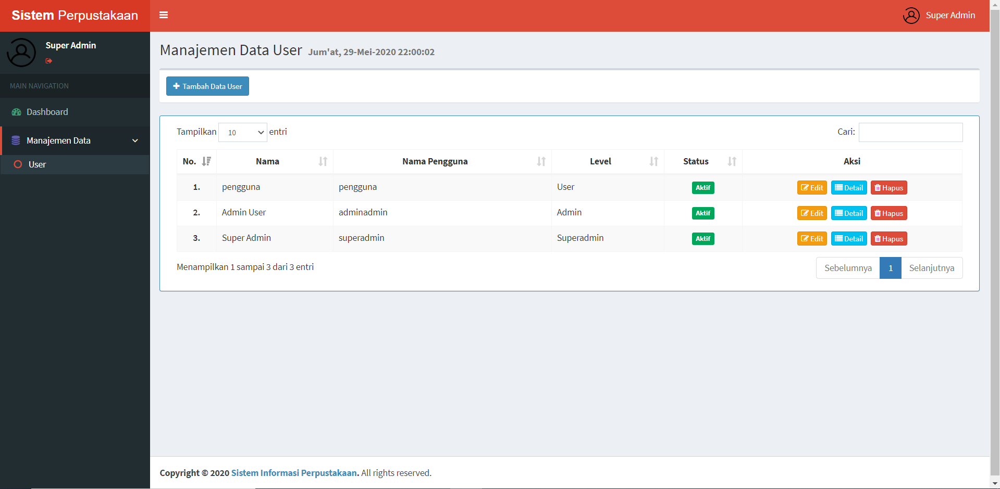 Sistem Perpustakaan
Super Admin
Super Admin
MAIN NAVIGATION
Dashboard
Manajemen Data
User
Manajemen Data User Jum'at, 29-Mei-2020 22:00:02
Tambah Data User
Tampilkan 10 entri
Cari:
No. Nama Nama Pengguna Level Status Aksi
1. pengguna pengguna User Aktif Edit Detail Hapus
2. Admin User adminadmin Admin Aktif Edit Detail Hapus
3. Super Admin superadmin Superadmin Aktif Edit Detail Hapus
Menampilkan 1 sampai 3 dari 3 entri
Sebelumnya 1 Selanjutnya
Copyright © 2020 Sistem Informasi Perpustakaan. All rights reserved.